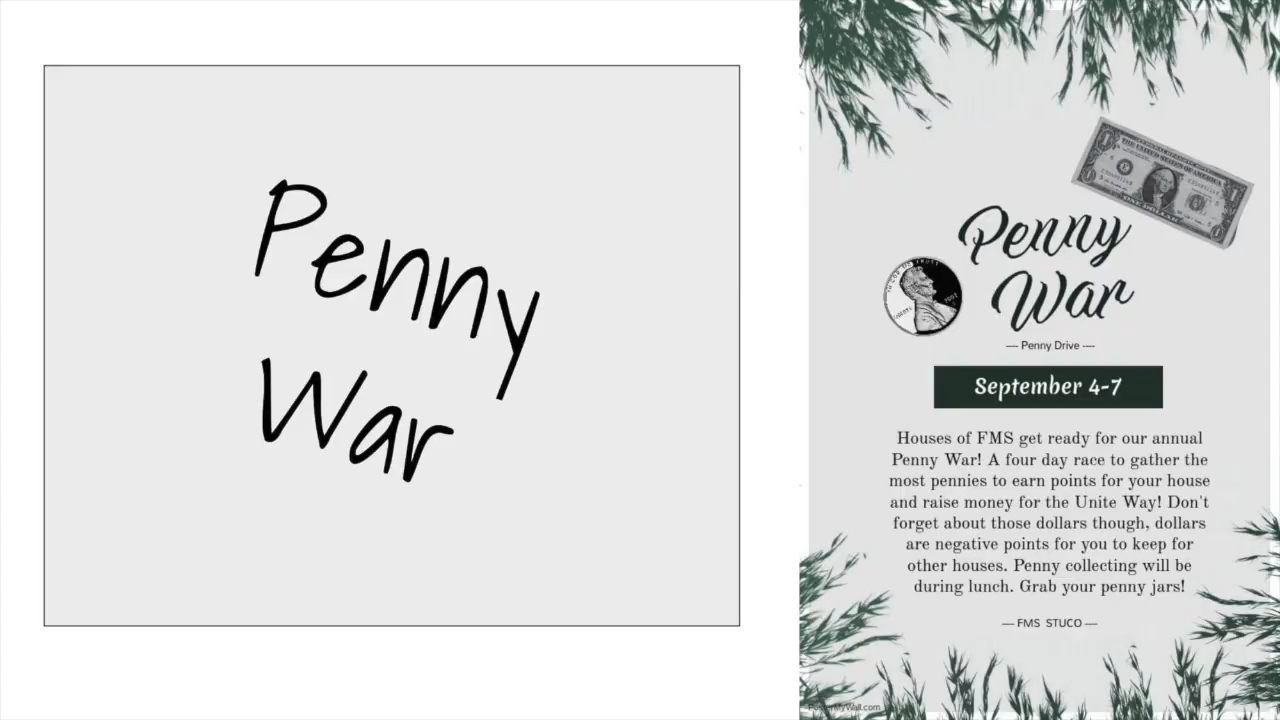 Penny
War
Penny
War
— Penny Drive —
September 4-7
Houses of FMS get ready for our annual
Penny War! A four day race to gather the
most pennies to earn points for your house
and raise money for the Unite Way! Don't
forget about those dollars though, dollars
are negative points for you to keep for
other houses. Penny collecting will be
during lunch. Grab your penny jars!
— FMS STUCO —